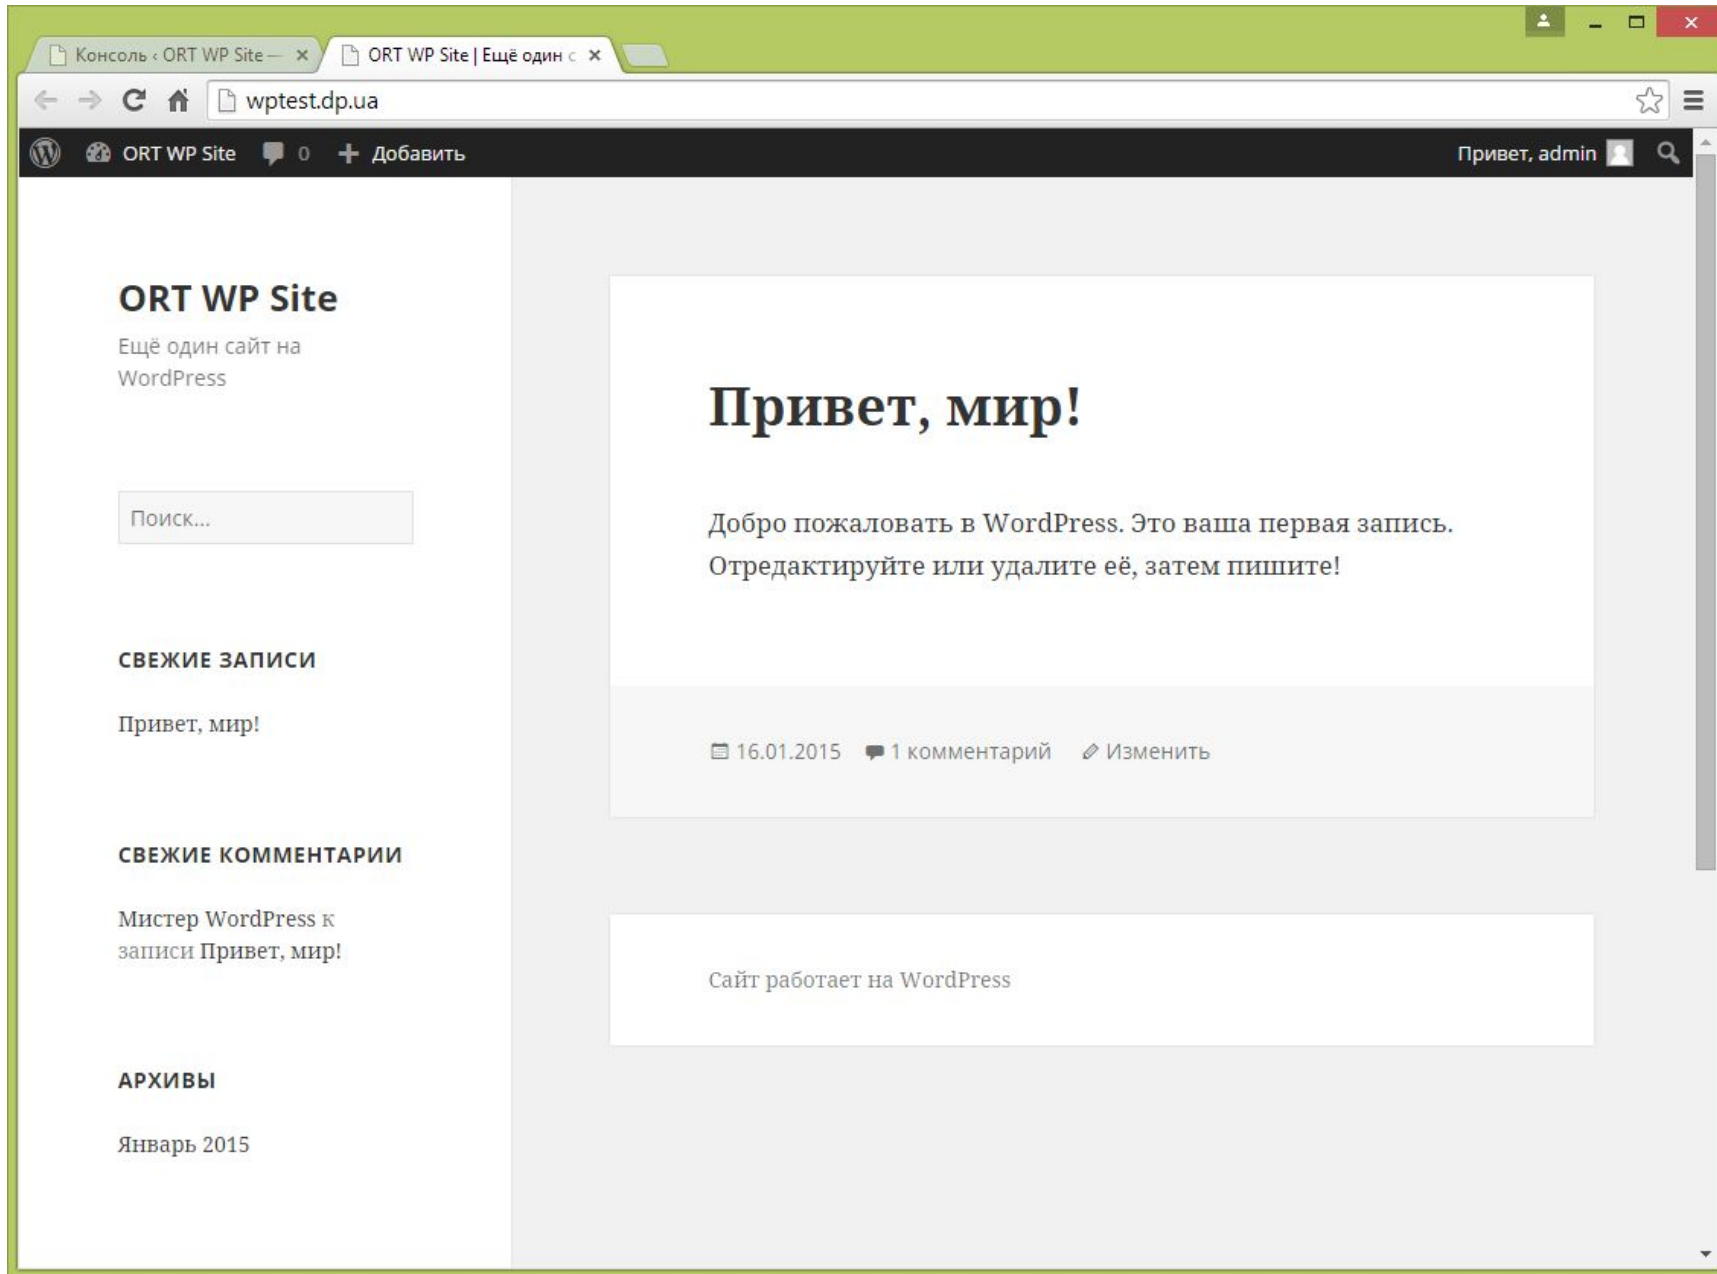 Консоль ‹ ORT WP Site —
ORT WP Site | Ещё один с
wptest.dp.ua
ORT WP Site 0 Добавить Привет, admin
ORT WP Site
Ещё один сайт на
WordPress
Поиск...
СВЕЖИЕ ЗАПИСИ
Привет, мир!
СВЕЖИЕ КОММЕНТАРИИ
Мистер WordPress к
записи Привет, мир!
АРХИВЫ
Январь 2015
Привет, мир!
Добро пожаловать в WordPress. Это ваша первая запись.
Отредактируйте или удалите её, затем пишите!
16.01.2015 1 комментарий Изменить
Сайт работает на WordPress